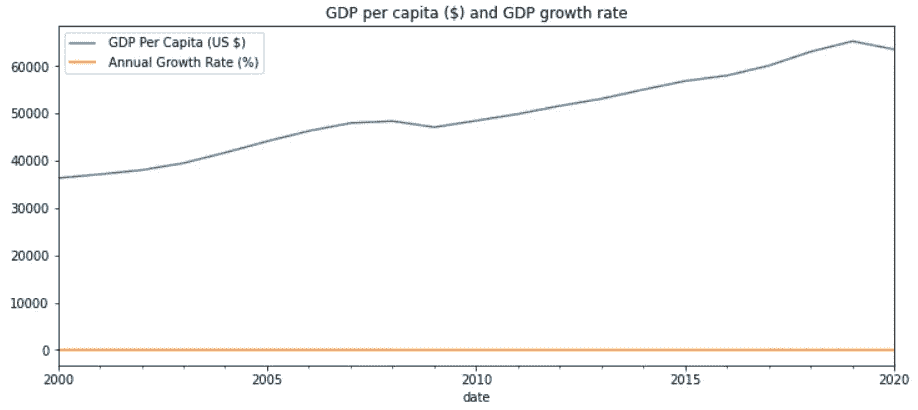 GDP per capita ($) and GDP growth rate
GDP Per Capita (US $)
Annual Growth Rate (%)
60000
50000
40000
30000
20000
10000
0
2000 2005 2010 2015 2020
date